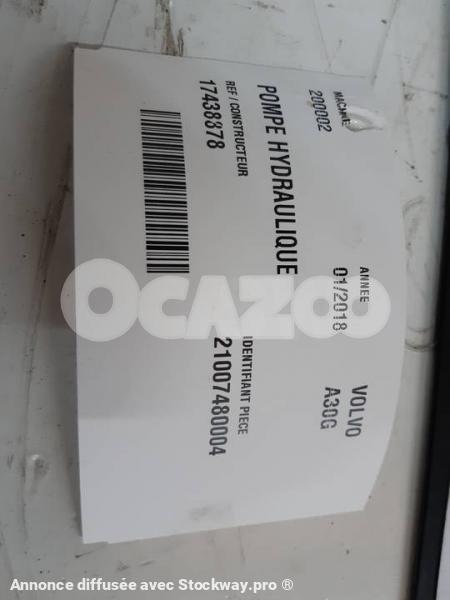 MACHINE
200002
ANNEE
01/2018
VOLVO
A30G
POMPE HYDRAULIQUE
REF / CONSTRUCTEUR
17438878
IDENTIFIANT PIECE
21007480004
OCAZOO
Annonce diffusée avec Stockway.pro ®